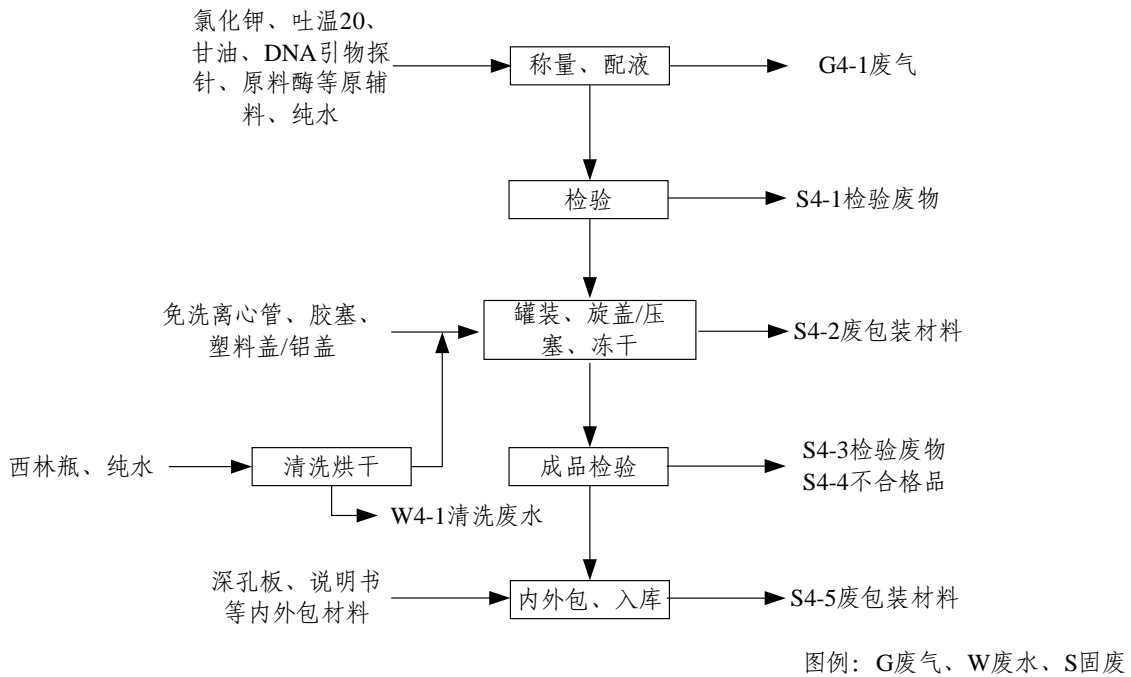 氯化钾、吐温20、
甘油、DNA引物探
针、原料酶等原辅
料、纯水
称量、配液
G4-1废气
检验
S4-1检验废物
免洗离心管、胶塞、
塑料盖/铝盖
罐装、旋盖/压
塞、冻干
S4-2废包装材料
西林瓶、纯水
清洗烘干
成品检验
S4-3检验废物
S4-4不合格品
W4-1清洗废水
深孔板、说明书
等内外包材料
内外包、入库
S4-5废包装材料
图例：G废气、W废水、S固废